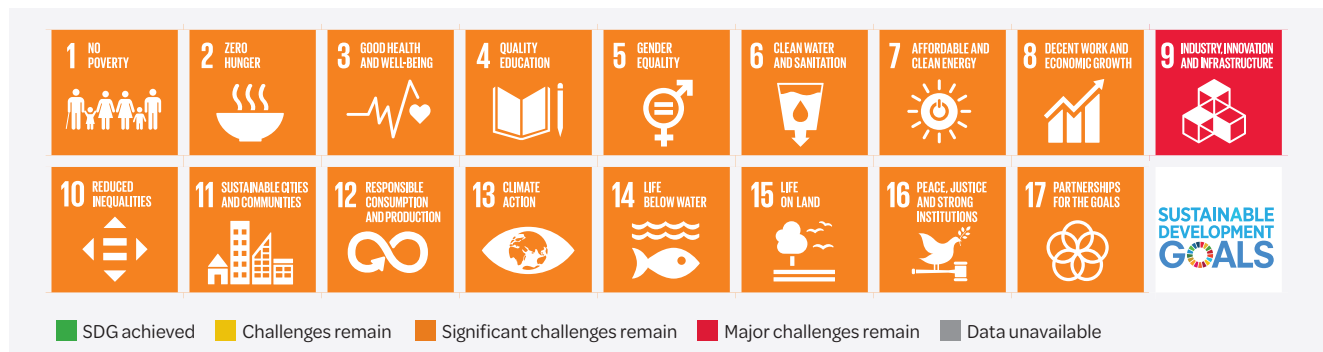 1 NO
POVERTY
2 ZERO
HUNGER
3 GOOD HEALTH
AND WELL-BEING
4 QUALITY
EDUCATION
5 GENDER
EQUALITY
6 CLEAN WATER
AND SANITATION
7 AFFORDABLE AND
CLEAN ENERGY
8 DECENT WORK AND
ECONOMIC GROWTH
9 INDUSTRY, INNOVATION
AND INFRASTRUCTURE
10 REDUCED
INEQUALITIES
11 SUSTAINABLE CITIES
AND COMMUNITIES
12 RESPONSIBLE
CONSUMPTION
AND PRODUCTION
13 CLIMATE
ACTION
14 LIFE
BELOW WATER
15 LIFE
ON LAND
16 PEACE, JUSTICE
AND STRONG
INSTITUTIONS
17 PARTNERSHIPS
FOR THE GOALS
SUSTAINABLE
DEVELOPMENT
GOALS
SDG achieved
Challenges remain
Significant challenges remain
Major challenges remain
Data unavailable